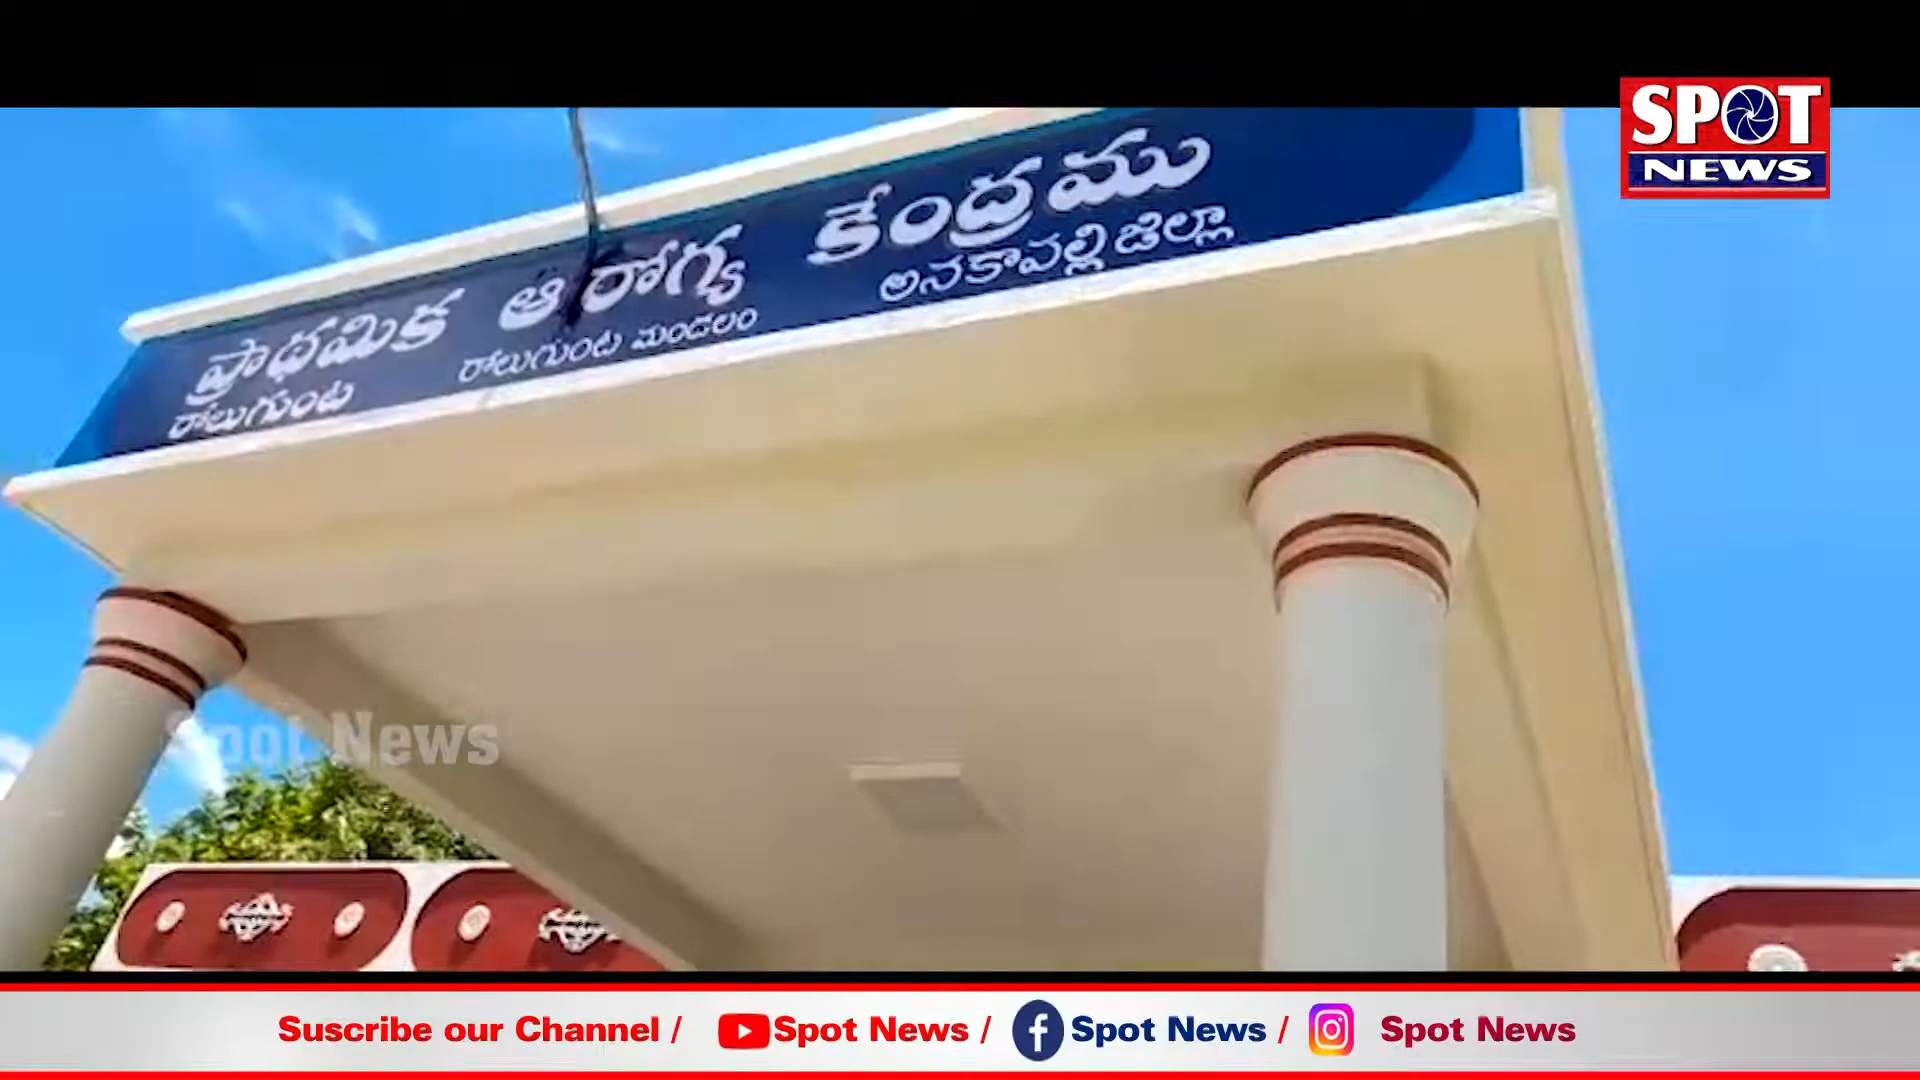 SPOT
NEWS
ప్రాథమిక ఆరోగ్య కేంద్రము
రోలుగుంట రోలుగుంట మండలం అనకాపల్లి జిల్లా
Spot News
Suscribe our Channel / Spot News / Spot News / Spot News